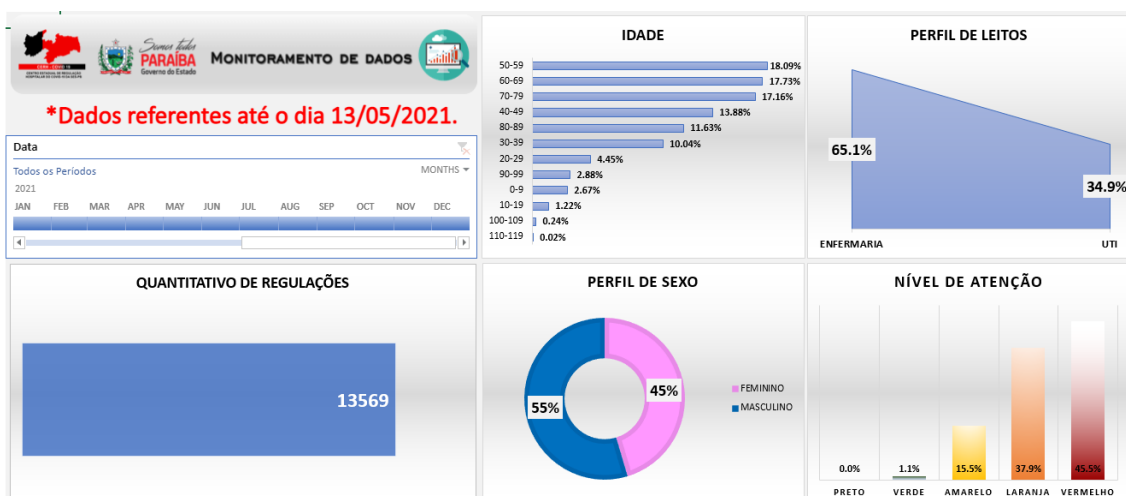 Somos todos
PARAÍBA
Governo do Estado
MONITORAMENTO DE DADOS
*Dados referentes até o dia 13/05/2021.
Data
Todos os Períodos
MONTHS
2021
JAN FEB MAR APR MAY JUN JUL AUG SEP OCT NOV DEC
IDADE
50-59 18.09%
60-69 17.73%
70-79 17.16%
40-49 13.88%
80-89 11.63%
30-39 10.04%
20-29 4.45%
90-99 2.88%
0-9 2.67%
10-19 1.22%
100-109 0.24%
110-119 0.02%
PERFIL DE LEITOS
65.1%
34.9%
ENFERMARIA UTI
QUANTITATIVO DE REGULAÇÕES
13569
PERFIL DE SEXO
45%
55%
FEMININO
MASCULINO
NÍVEL DE ATENÇÃO
0.0% 1.1% 15.5% 37.9% 45.5%
PRETO VERDE AMARELO LARANJA VERMELHO